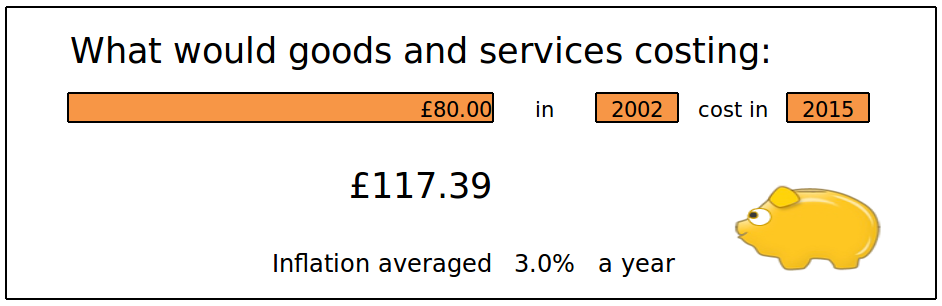 What would goods and services costing:
£80.00 in 2002 cost in 2015
£117.39
Inflation averaged 3.0% a year